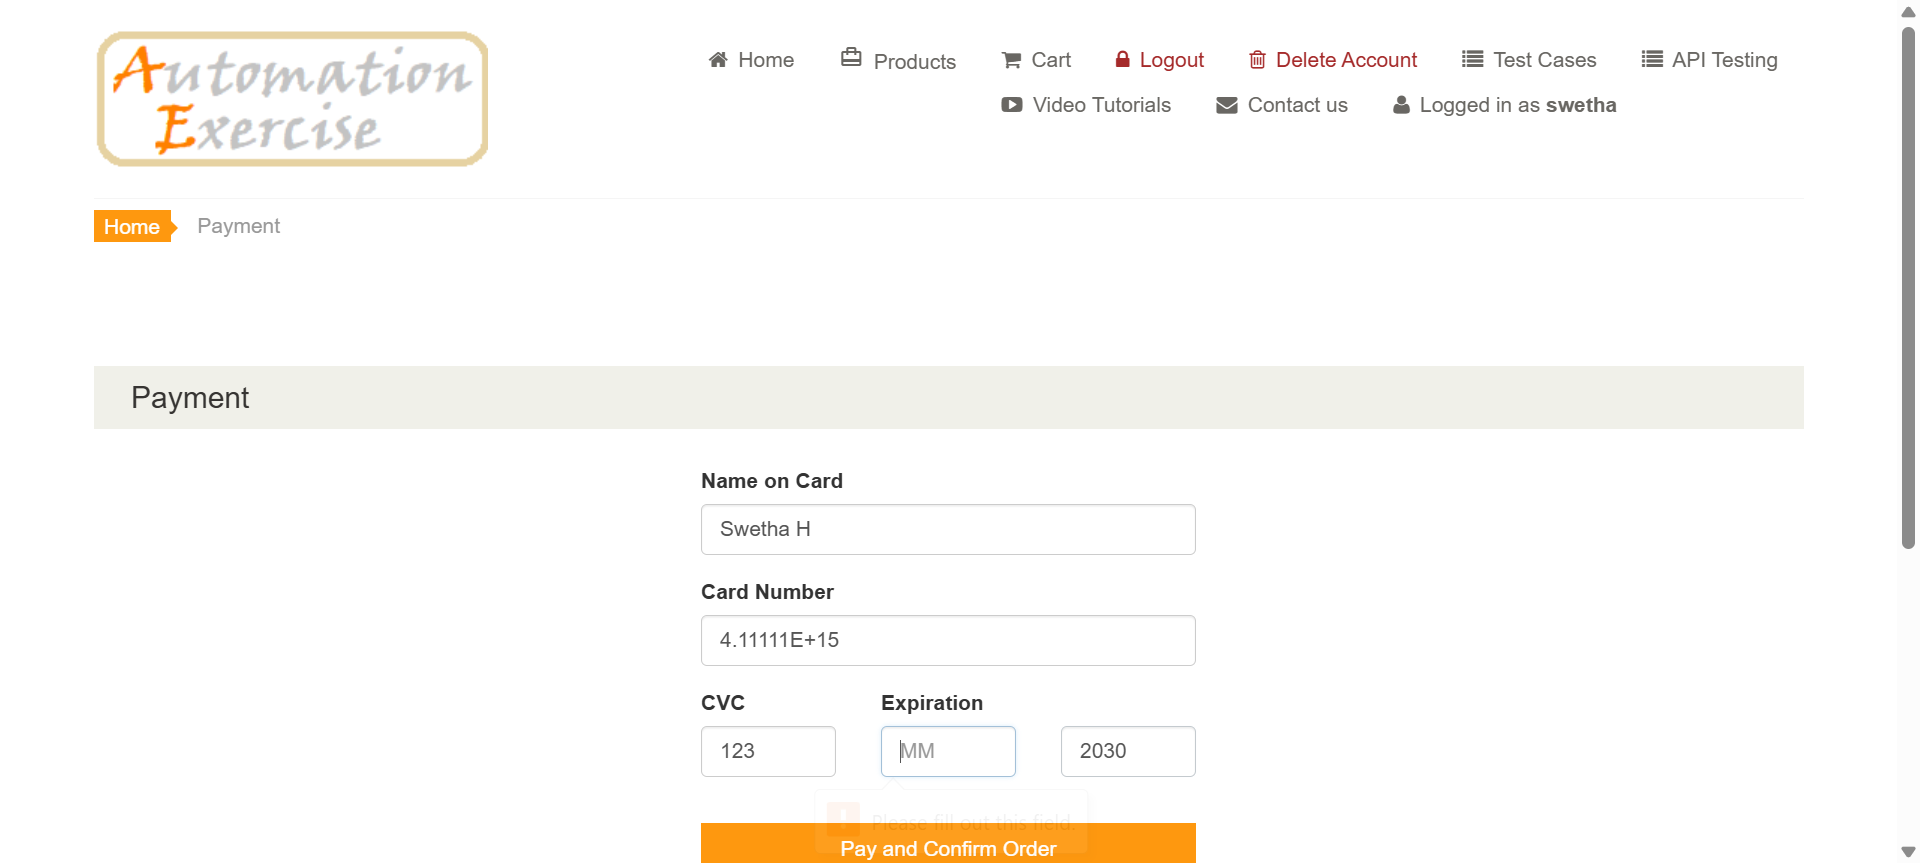 Automation
Exercise
Home Products Cart Logout Delete Account Test Cases API Testing
Video Tutorials Contact us Logged in as swetha
Home Payment
Payment
Name on Card
Swetha H
Card Number
4.11111E+15
CVC Expiration
123 MM 2030
Please fill out this field.
Pay and Confirm Order